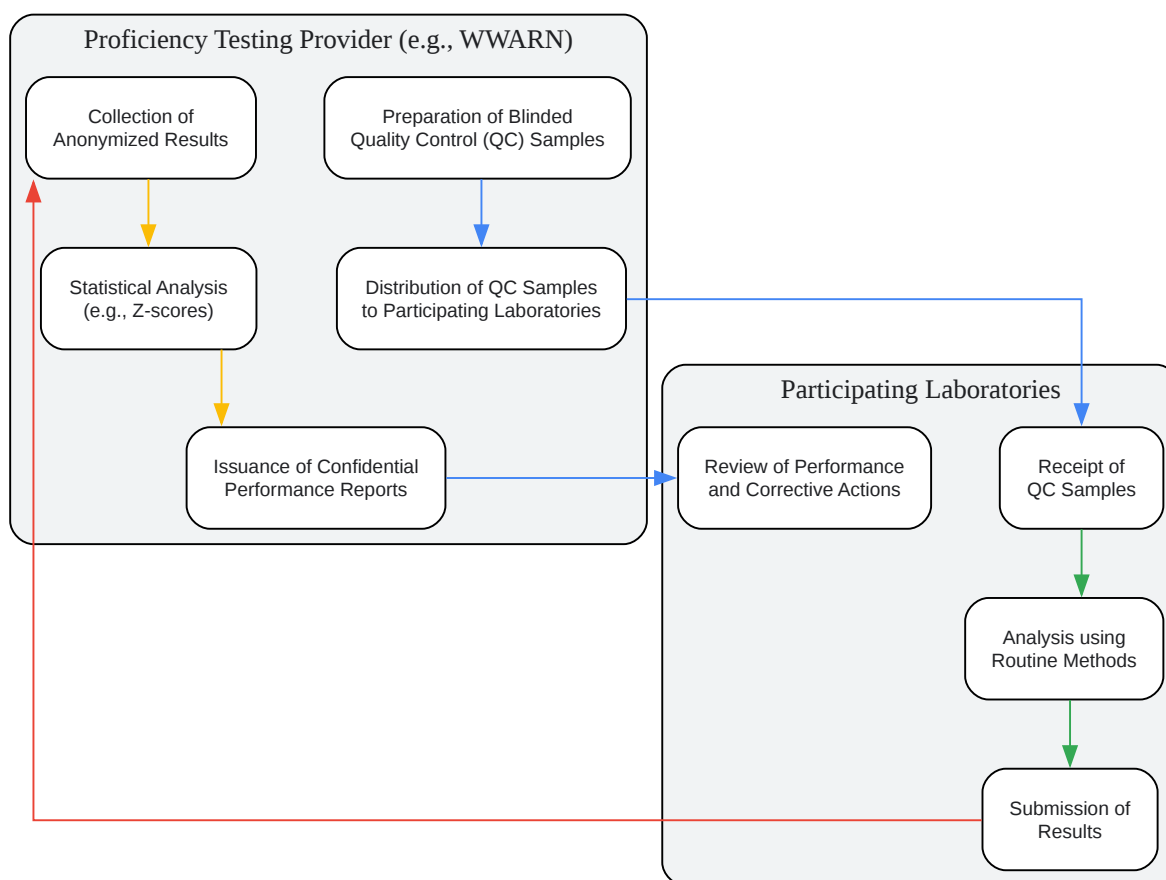 Proficiency Testing Provider (e.g., WWARN)
Collection of
Anonymized Results
Preparation of Blinded
Quality Control (QC) Samples
Statistical Analysis
(e.g., Z-scores)
Distribution of QC Samples
to Participating Laboratories
Issuance of Confidential
Performance Reports
Participating Laboratories
Review of Performance
and Corrective Actions
Receipt of
QC Samples
Analysis using
Routine Methods
Submission of
Results